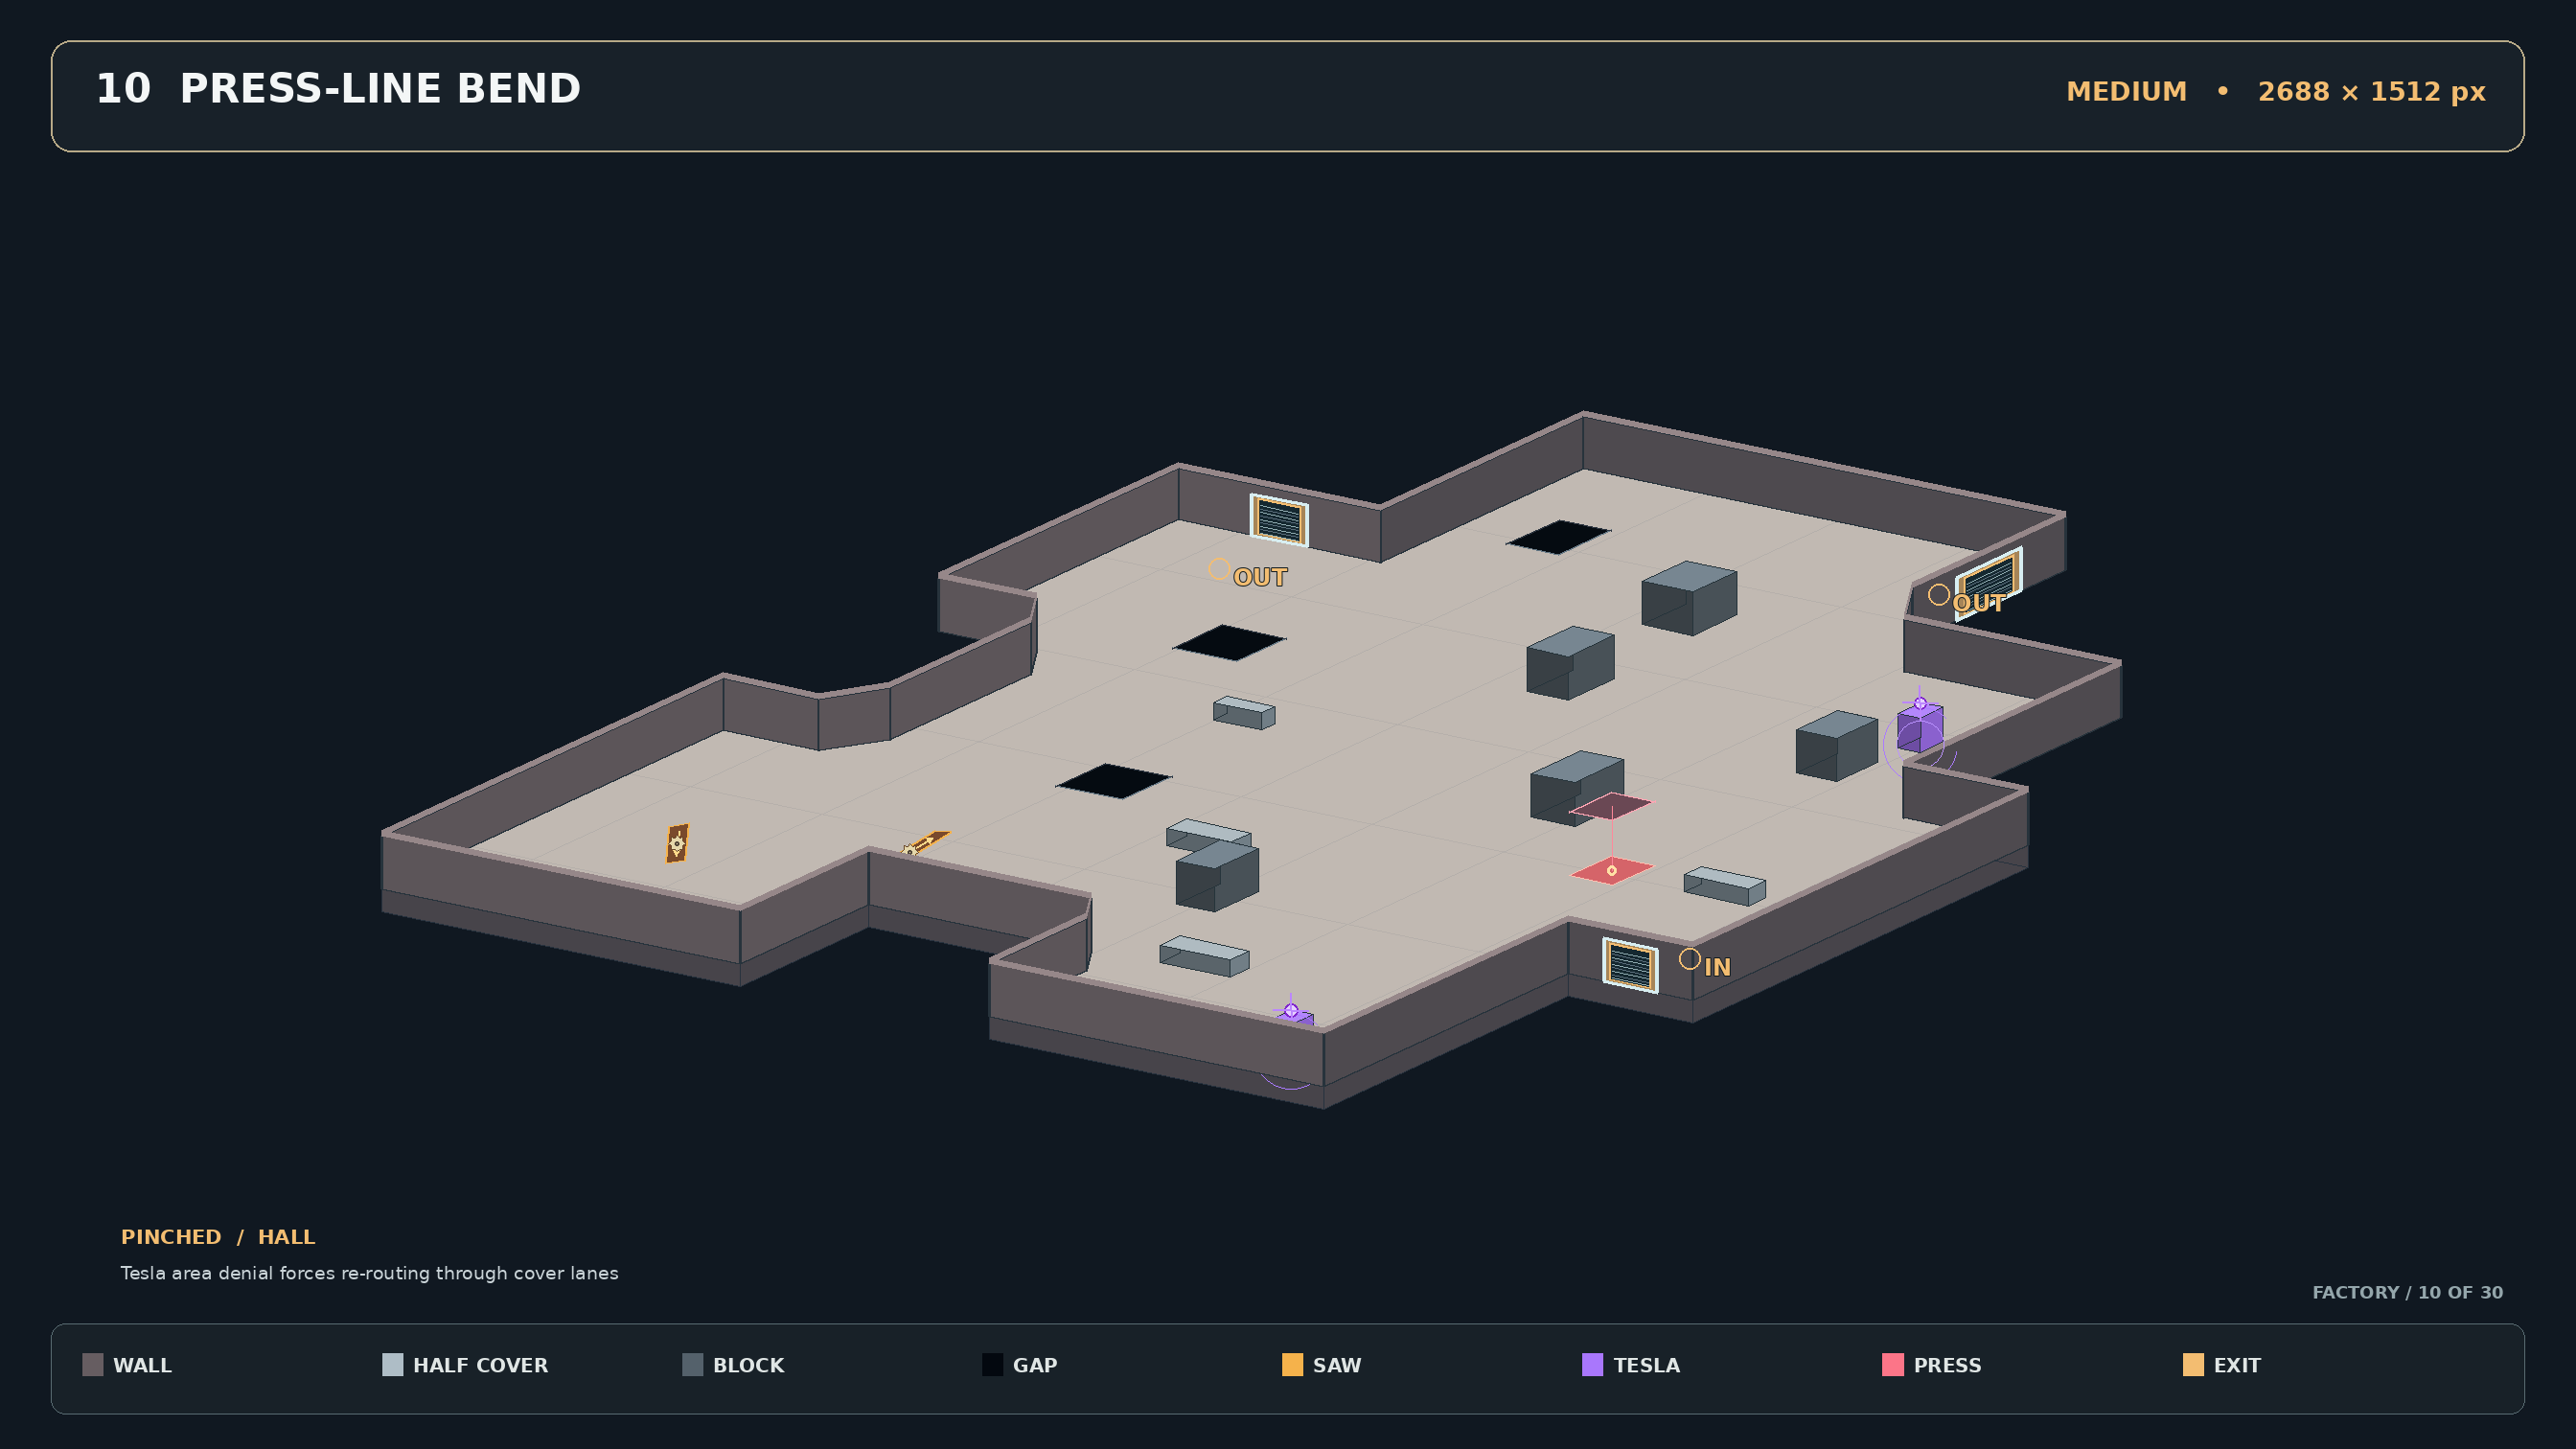 10 PRESS-LINE BEND
MEDIUM • 2688 × 1512 px
OUT
OUT
IN
PINCHED / HALL
Tesla area denial forces re-routing through cover lanes
FACTORY / 10 OF 30
WALL
HALF COVER
BLOCK
GAP
SAW
TESLA
PRESS
EXIT